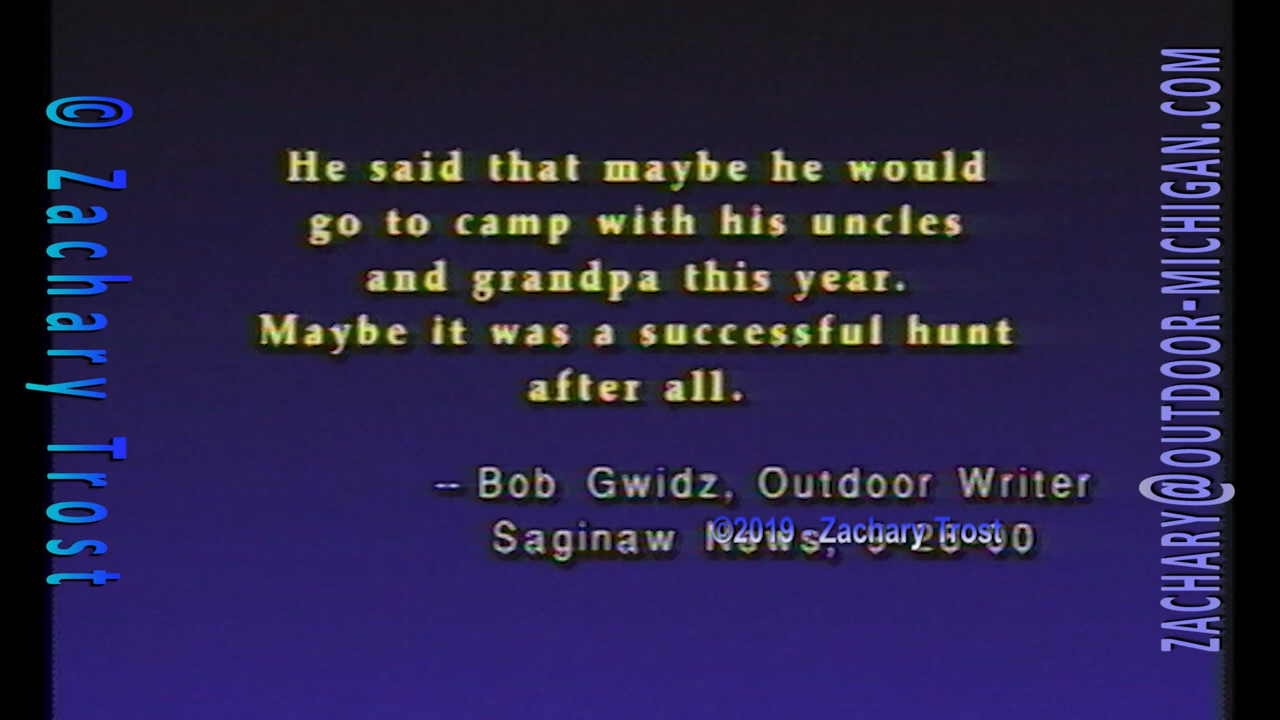 © Zachary Trost
He said that maybe he would
go to camp with his uncles
and grandpa this year.
Maybe it was a successful hunt
after all.
-- Bob Gwidz, Outdoor Writer
Saginaw News,
©2019 - Zachary Trost
ZACHARY@OUTDOOR-MICHIGAN.COM